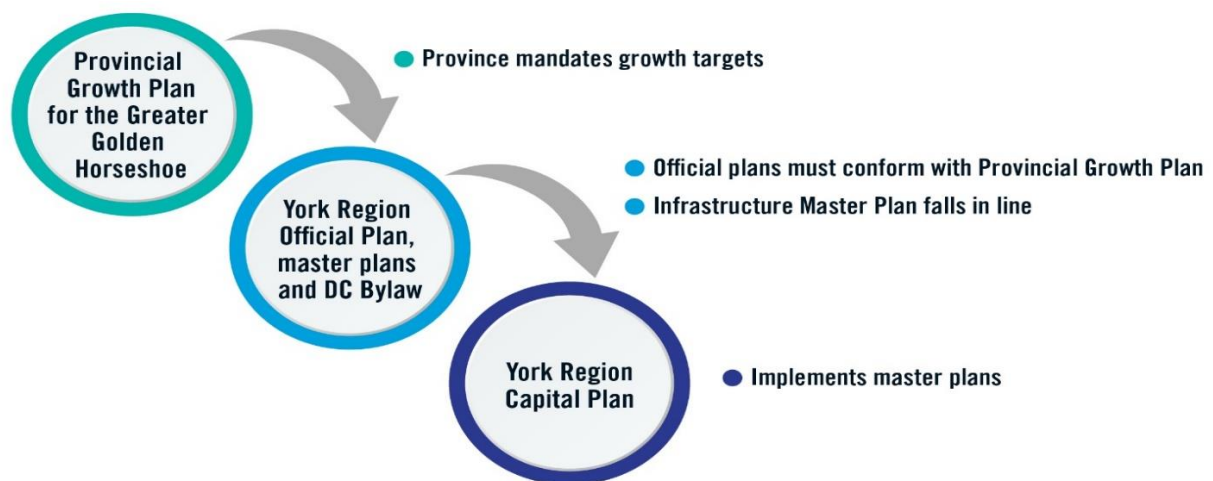 Provincial
Growth Plan
for the Greater
Golden
Horseshoe
Province mandates growth targets
York Region
Official Plan,
master plans
and DC Bylaw
Official plans must conform with Provincial Growth Plan
Infrastructure Master Plan falls in line
York Region
Capital Plan
Implements master plans